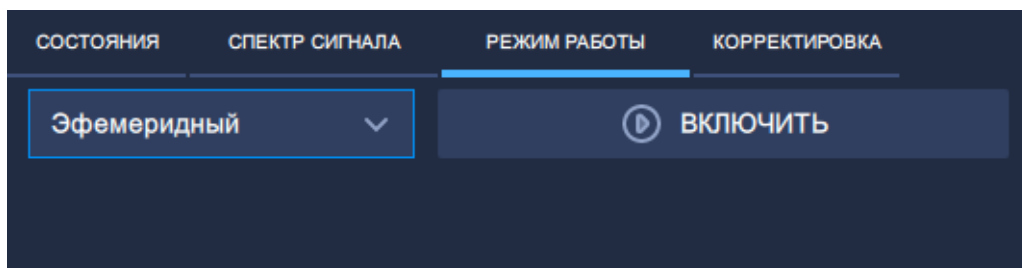 СОСТОЯНИЯ СПЕКТР СИГНАЛА РЕЖИМ РАБОТЫ КОРРЕКТИРОВКА
Эфемеридный ВКЛЮЧИТЬ